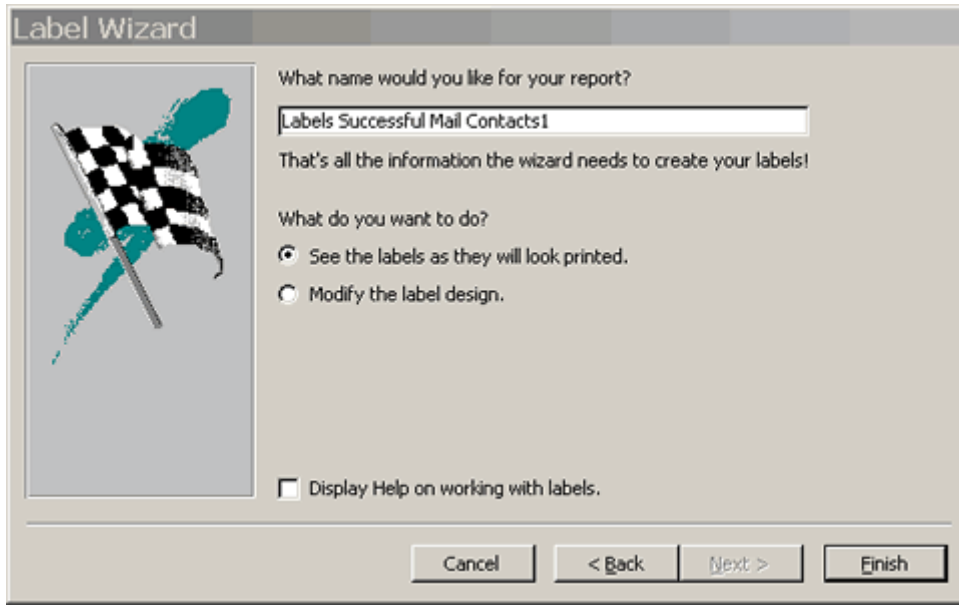 Label Wizard
What name would you like for your report?
Labels Successful Mail Contacts1
That's all the information the wizard needs to create your labels!
What do you want to do?
See the labels as they will look printed.
Modify the label design.
Display Help on working with labels.
Cancel
< Back
Next >
Finish